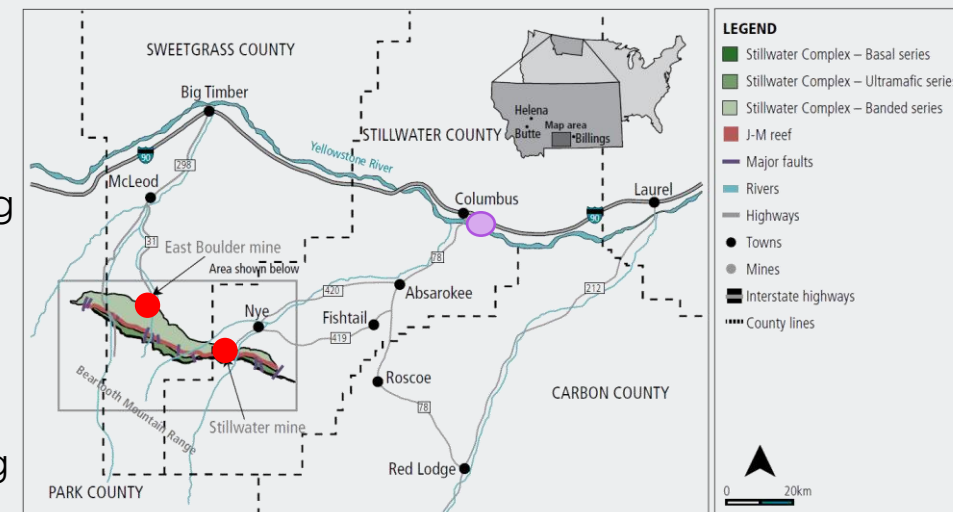 SWEETGRASS COUNTY
Big Timber
STILLWATER COUNTY
Helena
Butte
Map area
Billings
Yellowstone River
90
298
McLeod
Columbus
Laurel
90
31
East Boulder mine
Area shown below
78
Absarokee
420
212
Nye
Fishtail
419
Roscoe
78
Beartooth Mountain Range
Stillwater mine
CARBON COUNTY
Red Lodge
PARK COUNTY
g
g
LEGEND
Stillwater Complex – Basal series
Stillwater Complex – Ultramafic serie
Stillwater Complex – Banded series
J-M reef
Major faults
Rivers
Highways
Towns
Mines
Interstate highways
County lines
0 20km